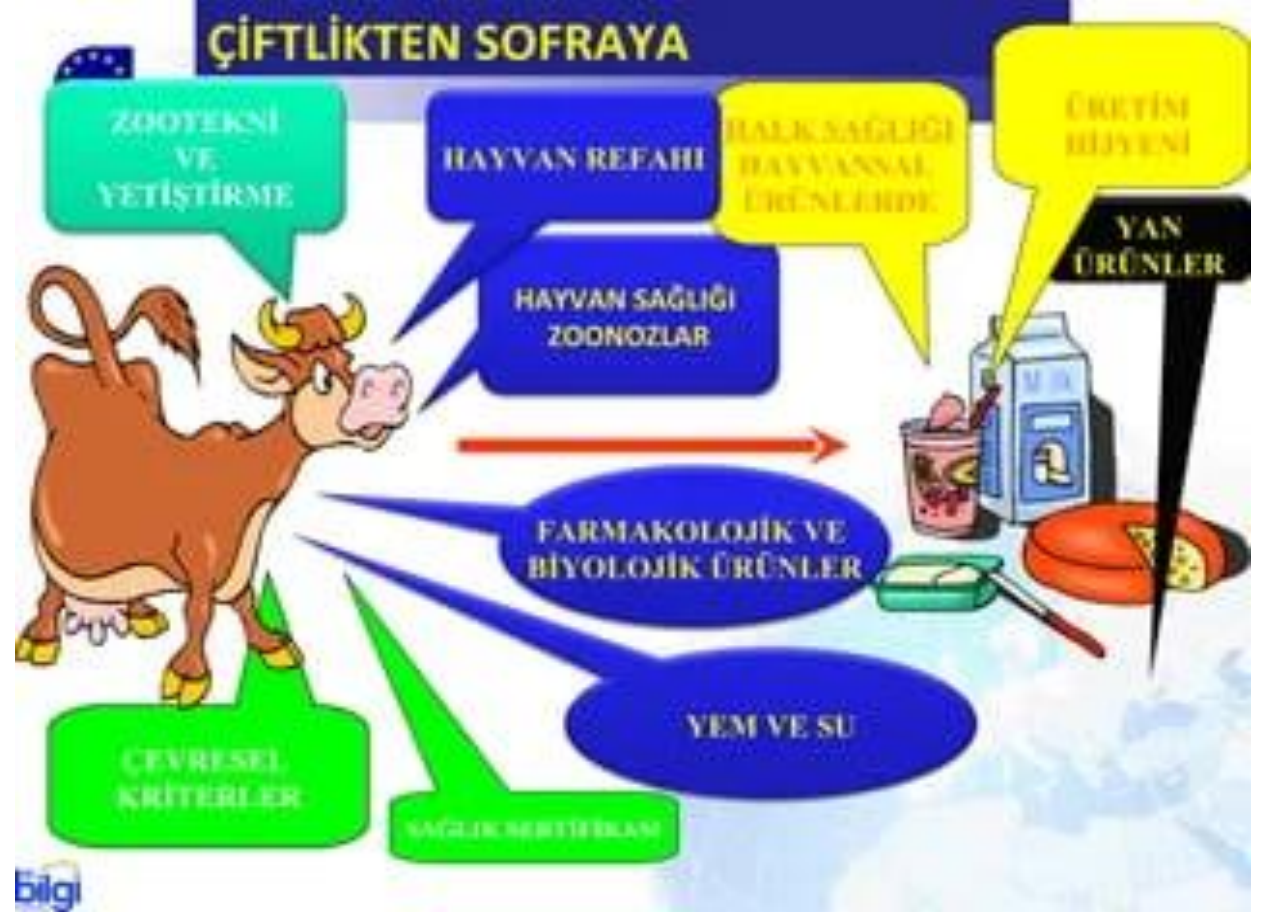 ÇİFTLİKTEN SOFRAYA
ZOOTEKNİ
VE
YETİŞTİRME
HAYVAN REFAHI
HALK SAĞLIĞI
HAYVANSAL
ÜRÜNLERDE
ÜRETİM
HİJYENİ
YAN
ÜRÜNLER
HAYVAN SAĞLIĞI
ZOONOZLAR
MILK
FARMAKOLOJİK VE
BİYOLOJİK ÜRÜNLER
YEM VE SU
ÇEVRESEL
KRİTERLER
SAĞLIK SERTİFİKASI
bilgi